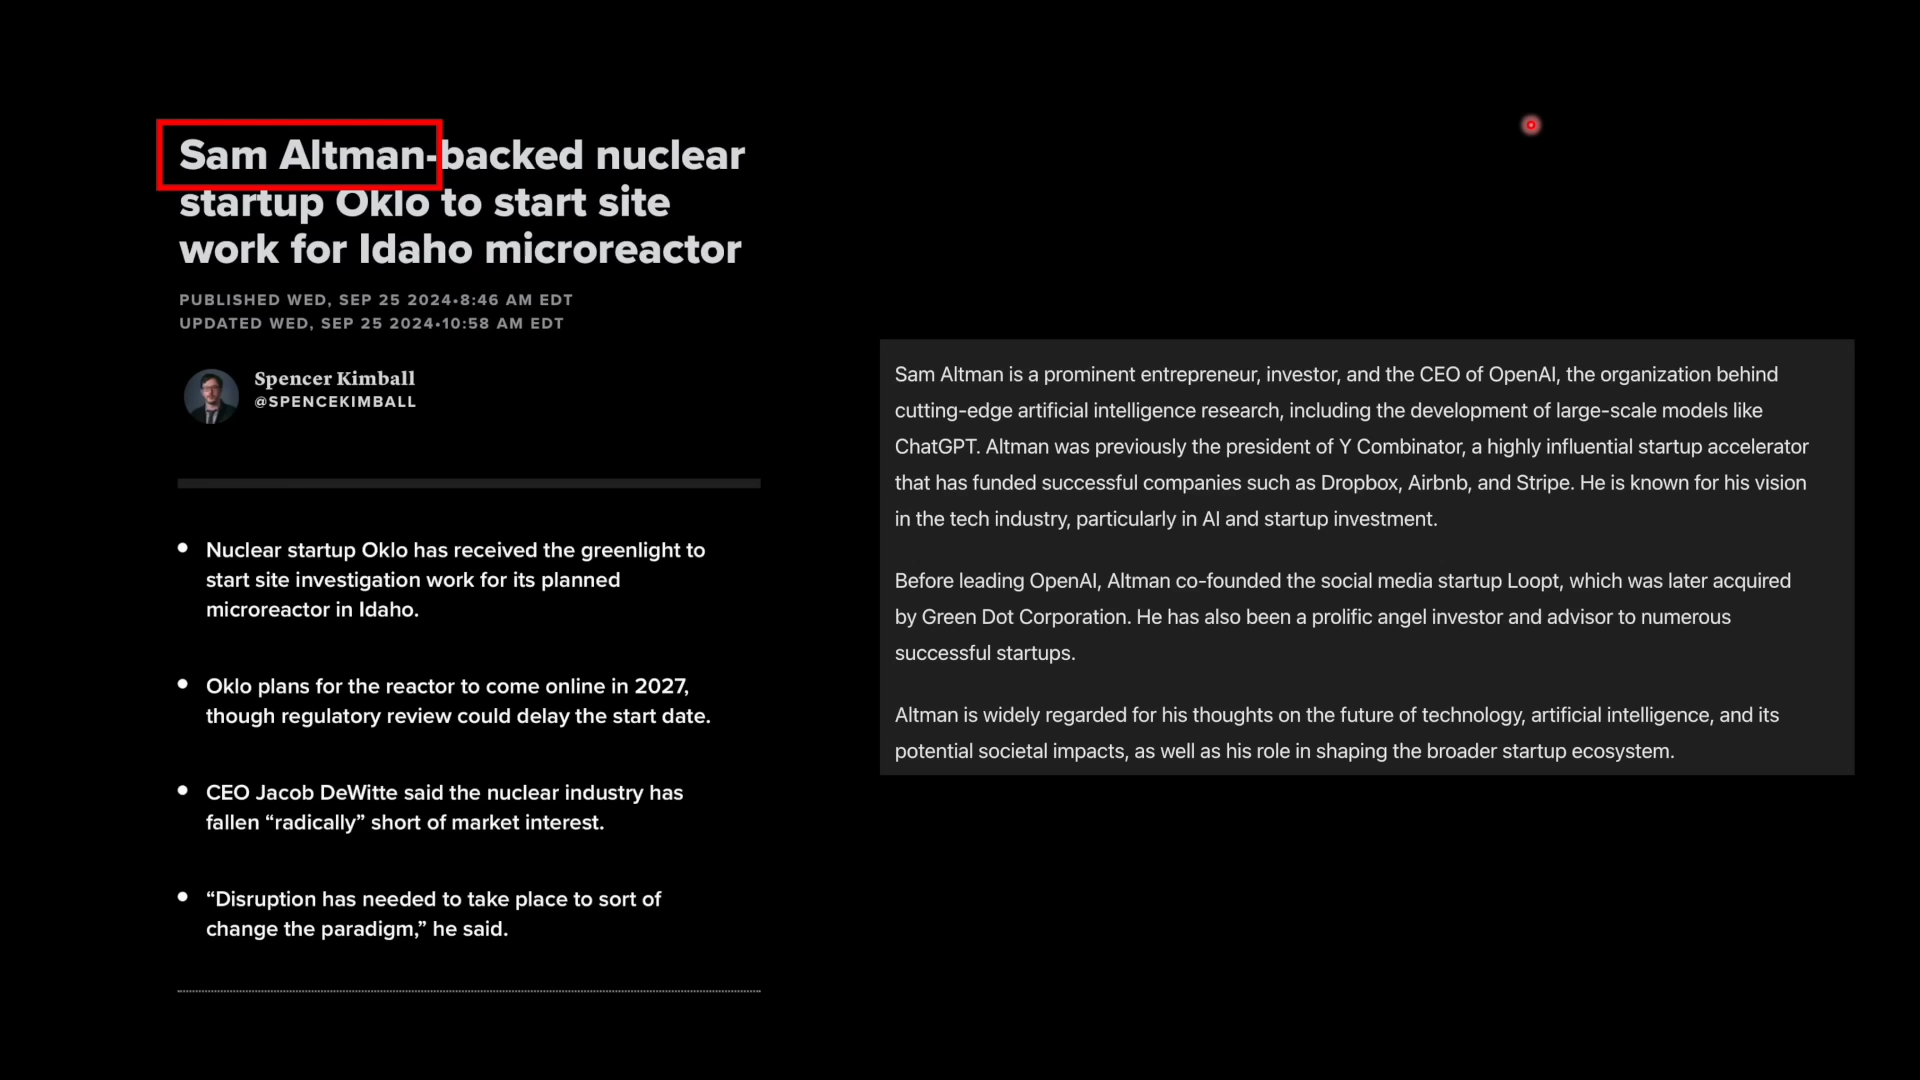 Sam Altman-backed nuclear
startup Oklo to start site
work for Idaho microreactor
PUBLISHED WED, SEP 25 2024•8:46 AM EDT
UPDATED WED, SEP 25 2024•10:58 AM EDT
Spencer Kimball
@SPENCEKIMBALL
• Nuclear startup Oklo has received the greenlight to
start site investigation work for its planned
microreactor in Idaho.
• Oklo plans for the reactor to come online in 2027,
though regulatory review could delay the start date.
• CEO Jacob DeWitte said the nuclear industry has
fallen “radically” short of market interest.
• “Disruption has needed to take place to sort of
change the paradigm,” he said.
Sam Altman is a prominent entrepreneur, investor, and the CEO of OpenAI, the organization behind
cutting-edge artificial intelligence research, including the development of large-scale models like
ChatGPT. Altman was previously the president of Y Combinator, a highly influential startup accelerator
that has funded successful companies such as Dropbox, Airbnb, and Stripe. He is known for his vision
in the tech industry, particularly in AI and startup investment.
Before leading OpenAI, Altman co-founded the social media startup Loopt, which was later acquired
by Green Dot Corporation. He has also been a prolific angel investor and advisor to numerous
successful startups.
Altman is widely regarded for his thoughts on the future of technology, artificial intelligence, and its
potential societal impacts, as well as his role in shaping the broader startup ecosystem.